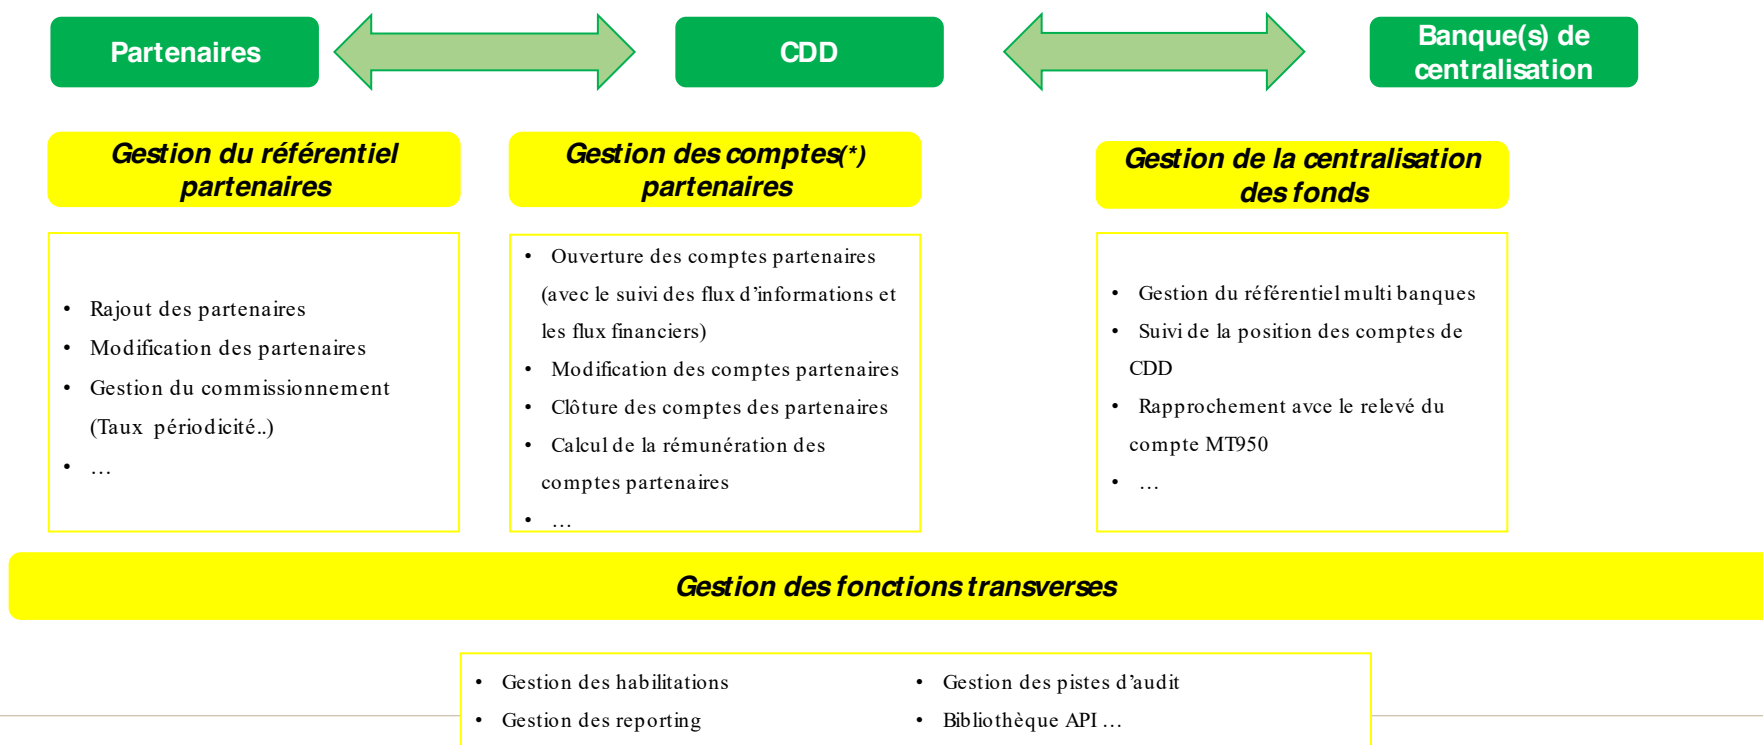 Partenaires
CDD
Banque(s) de
centralisation
Gestion du référentiel
partenaires
Gestion des comptes(*)
partenaires
Gestion de la centralisation
des fonds
• Rajout des partenaires
• Modification des partenaires
• Gestion du commissionnement
(Taux périodicité..)
• …
• Ouverture des comptes partenaires
(avec le suivi des flux d’informations et
les flux financiers)
• Modification des comptes partenaires
• Clôture des comptes des partenaires
• Calcul de la rémunération des
comptes partenaires
• …
• Gestion du référentiel multi banques
• Suivi de la position des comptes de
CDD
• Rapprochement avce le relevé du
compte MT950
• …
Gestion des fonctions transverses
• Gestion des habilitations
• Gestion des reporting
• Gestion des pistes d’audit
• Bibliothèque API …